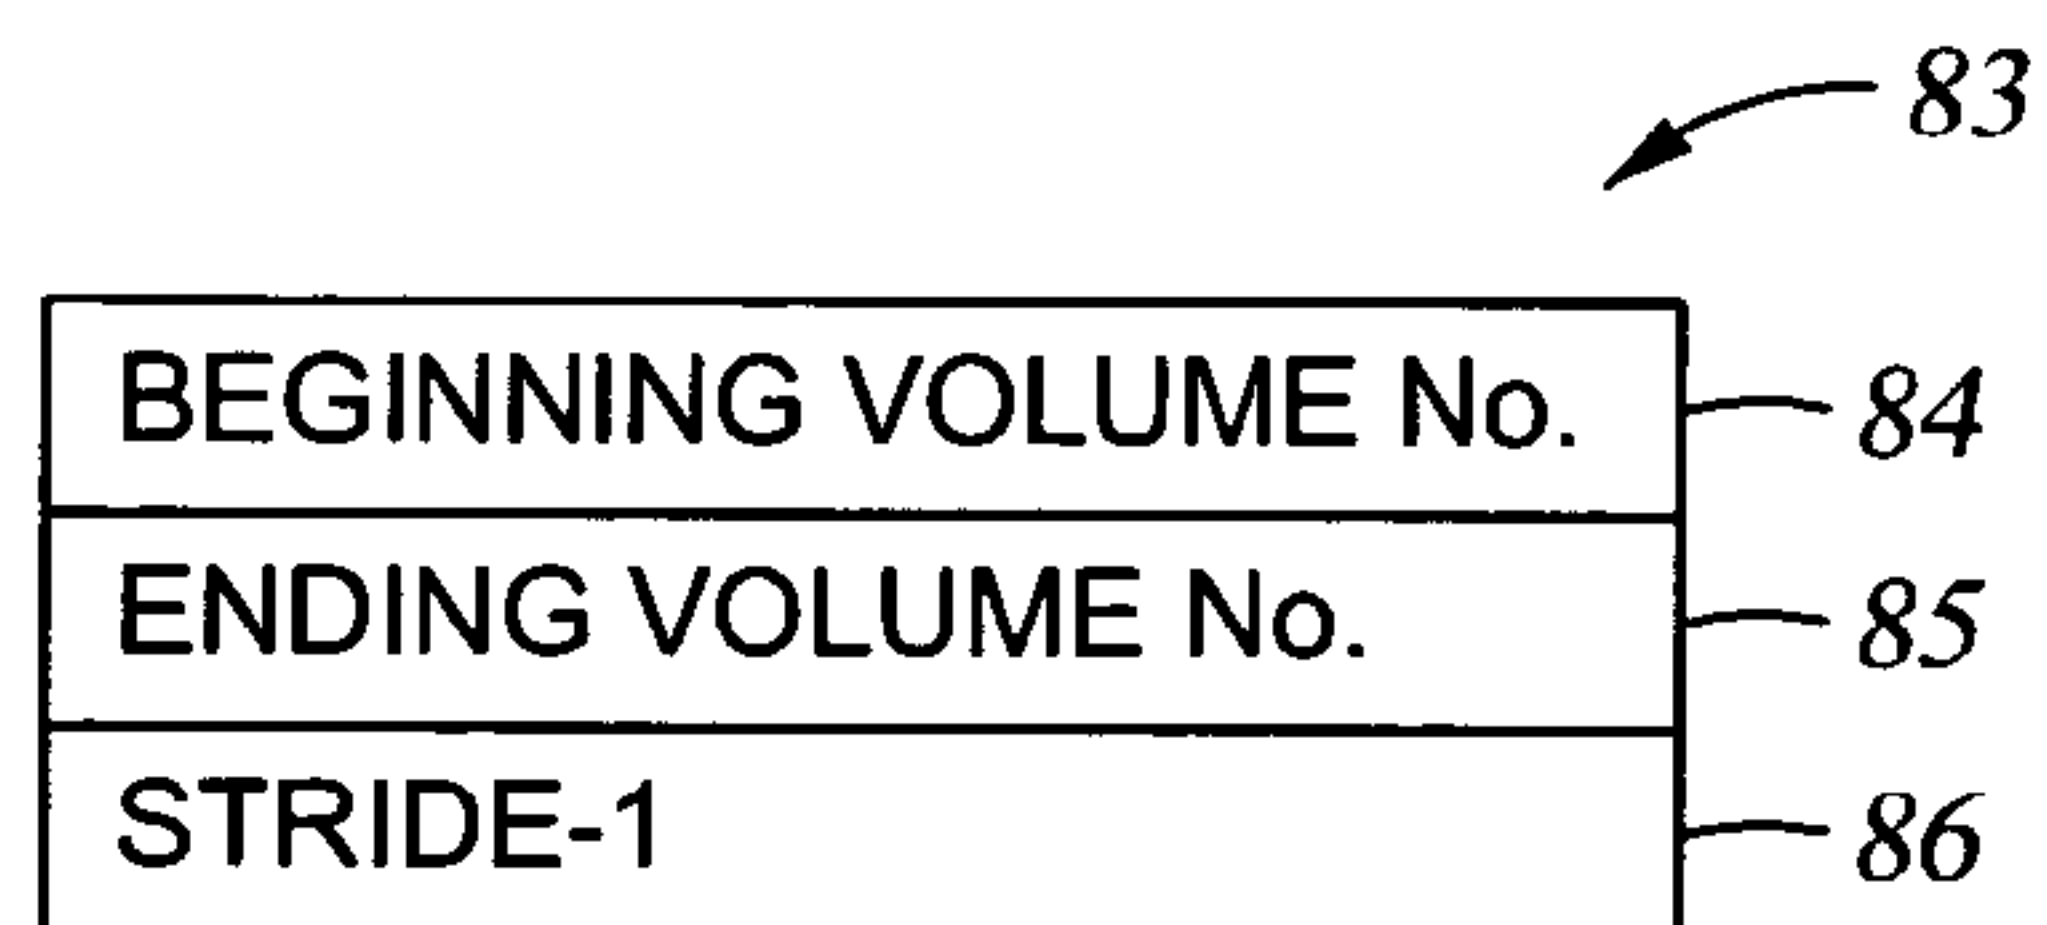 83
BEGINNING VOLUME No. 84
ENDING VOLUME No. 85
STRIDE-1 86